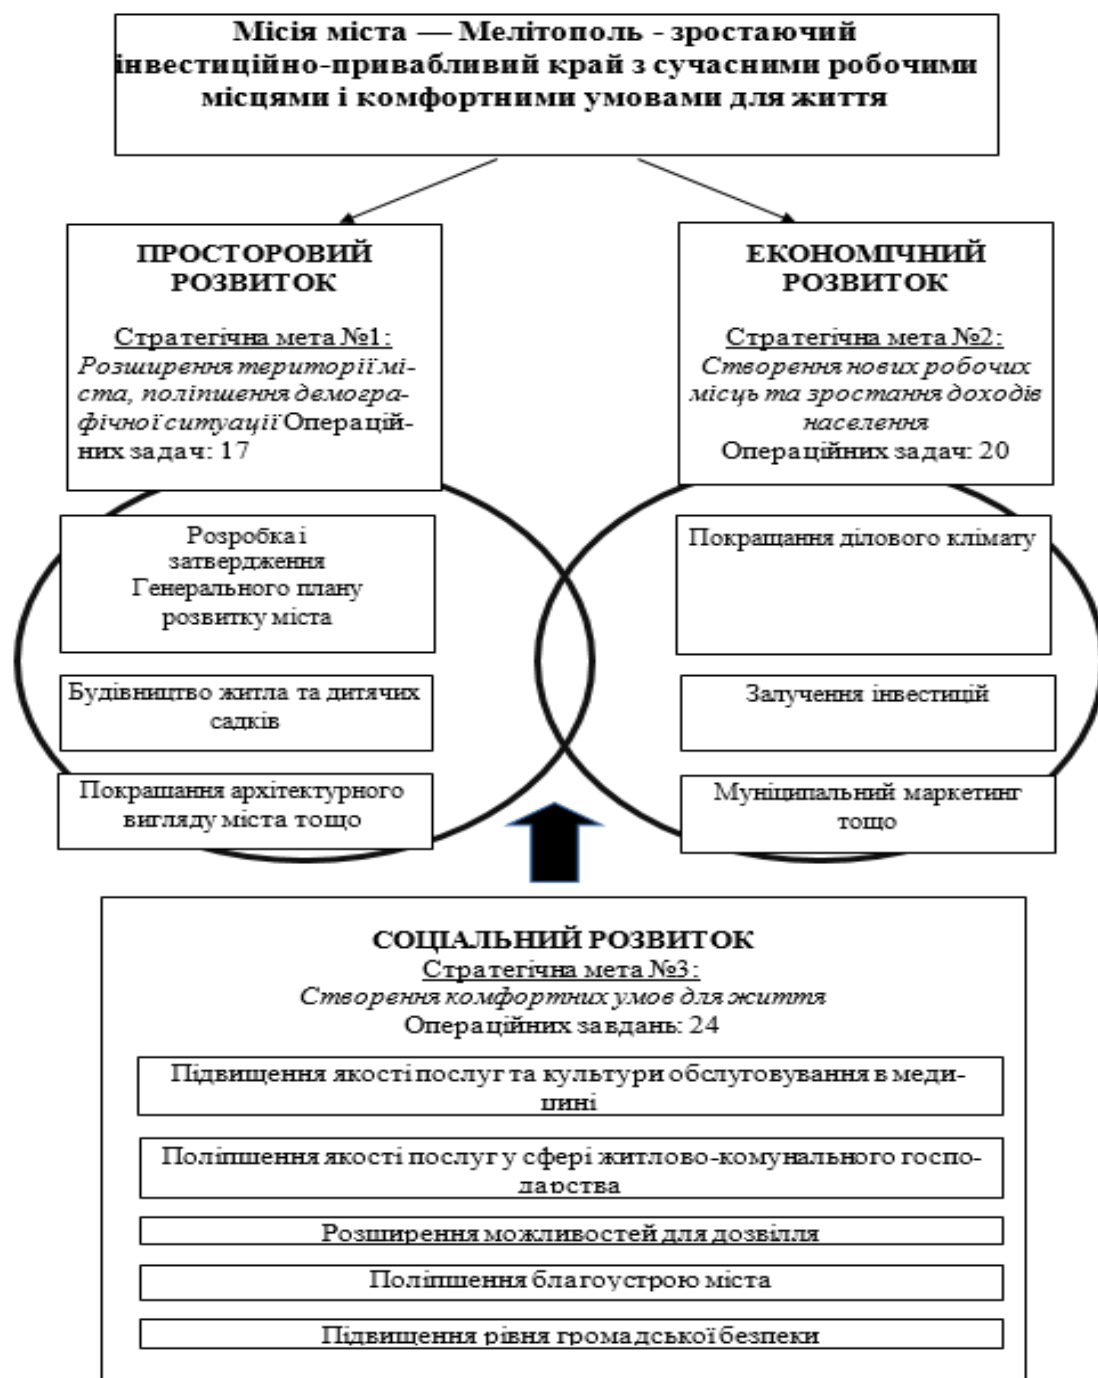 Місія міста — Мелітополь - зростаючий
інвестиційно-привабливий край з сучасними робочими
місцями і комфортними умовами для життя
ПРОСТОРОВИЙ
РОЗВИТОК
Стратегічна мета №1:
Розширення території мі-
ста, поліпшення демогра-
фічної ситуації Операцій-
них задач: 17
ЕКОНОМІЧНИЙ
РОЗВИТОК
Стратегічна мета №2:
Створення нових робочих
місць та зростання доходів
населення
Операційних задач: 20
Розробка і
затвердження
Генерального плану
розвитку міста
Будівництво житла та дитячих
садків
Покращання архітектурного
вигляду міста тощо
Покращання ділового клімату
Залучення інвестицій
Муніципальний маркетинг
тощо
СОЦІАЛЬНИЙ РОЗВИТОК
Стратегічна мета №3:
Створення комфортних умов для життя
Операційних завдань: 24
Підвищення якості послуг та культури обслуговування в меди-
цині
Поліпшення якості послуг у сфері житлово-комунального госпо-
дарства
Розширення можливостей для дозвілля
Поліпшення благоустрою міста
Підвищення рівня громадської безпеки